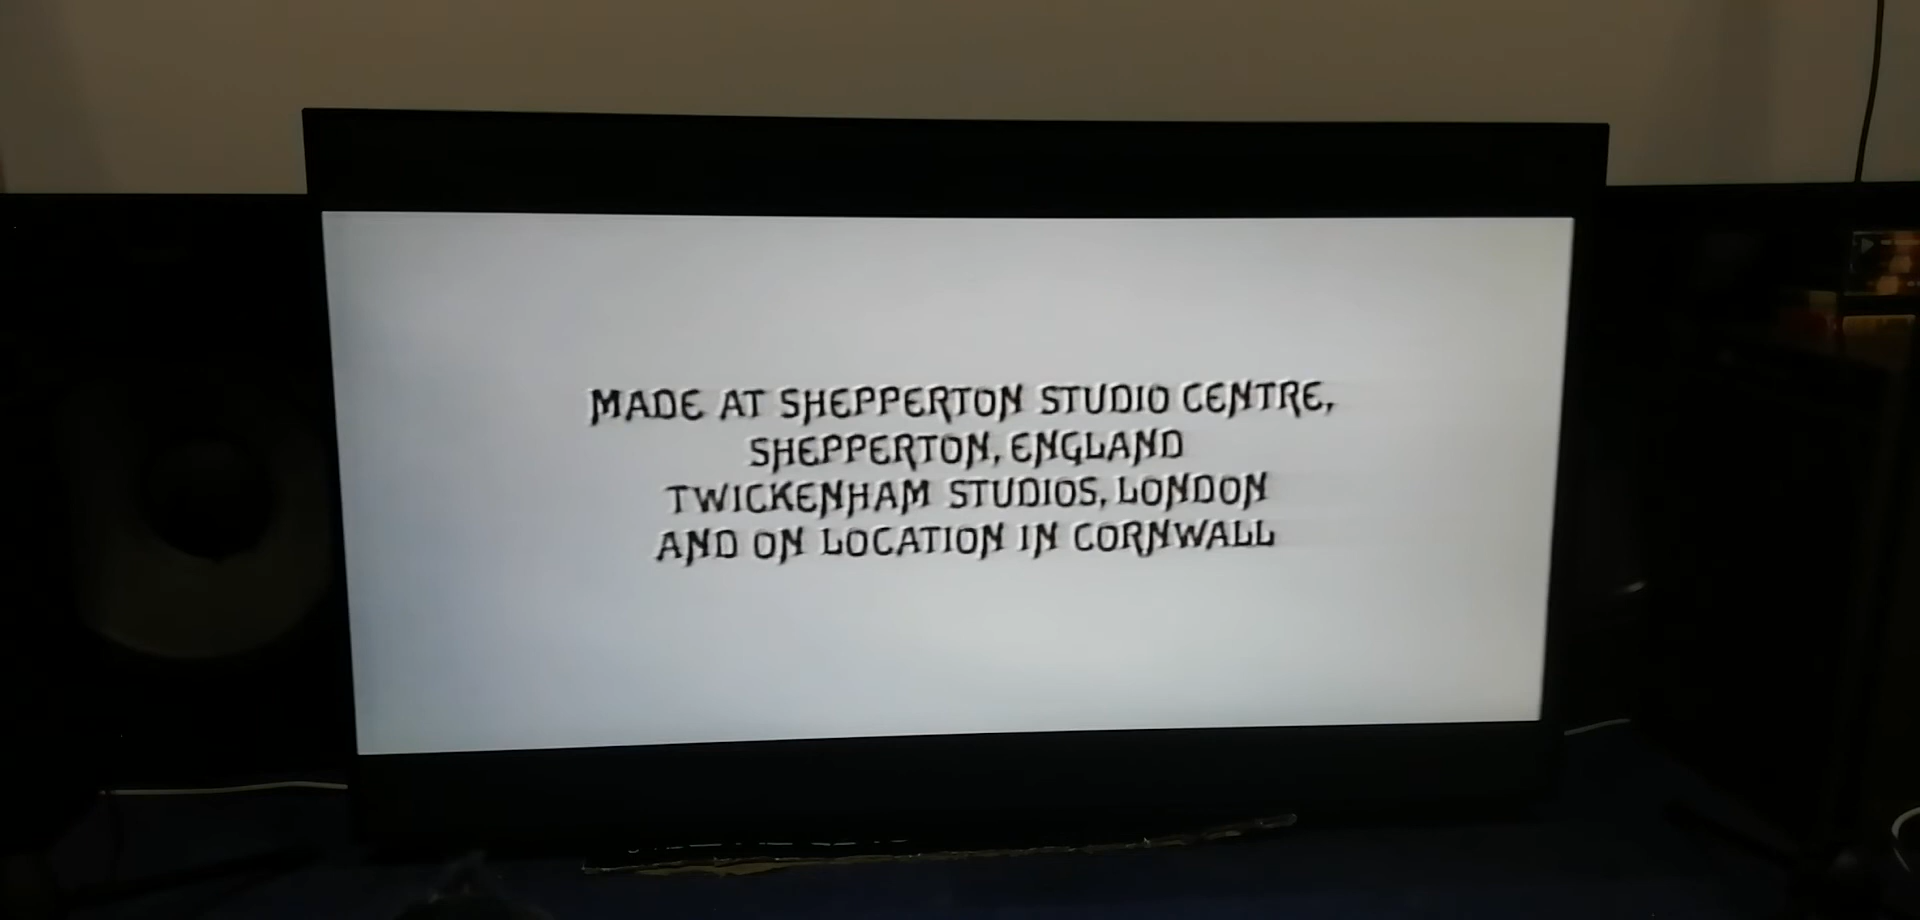 MADE AT SHEPPERTON STUDIO CENTRE,
SHEPPERTON, ENGLAND
TWICKENHAM STUDIOS, LONDON
AND ON LOCATION IN CORNWALL